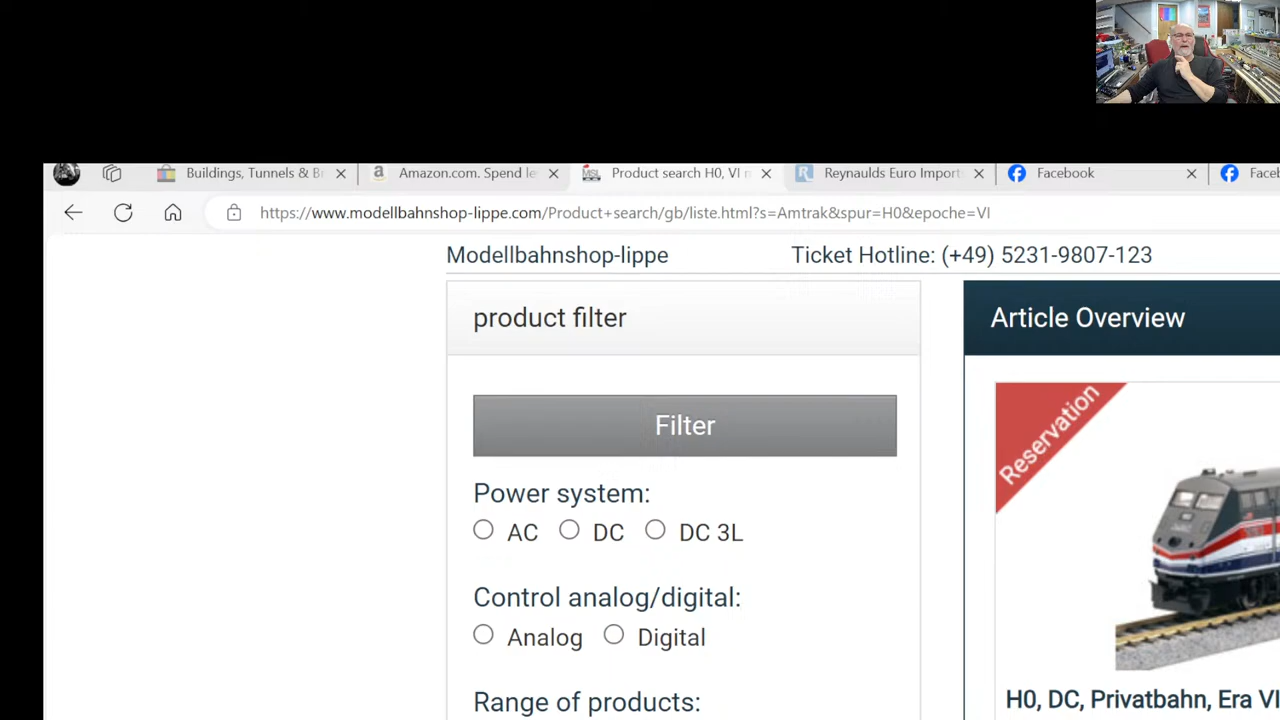 Buildings, Tunnels & Br
Amazon.com. Spend le
MSL
Product search H0, VI m
R
Reynaulds Euro Import
Facebook
Faceb
https://www.modellbahnshop-lippe.com/Product+search/gb/liste.html?s=Amtrak&spur=H0&epoche=VI
Modellbahnshop-lippe
Ticket Hotline: (+49) 5231-9807-123
product filter
Article Overview
Reservation
Filter
Power system:
AC
DC
DC 3L
Control analog/digital:
Analog
Digital
Range of products:
H0, DC, Privatbahn, Era VI